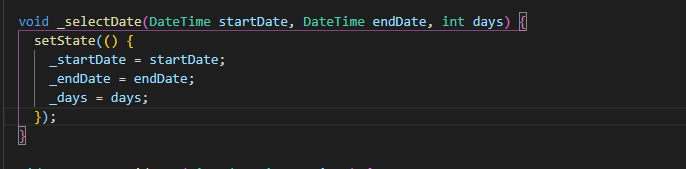 void _selectDate(DateTime startDate, DateTime endDate, int days) {
setState(() {
_startDate = startDate;
_endDate = endDate;
_days = days;
});
}